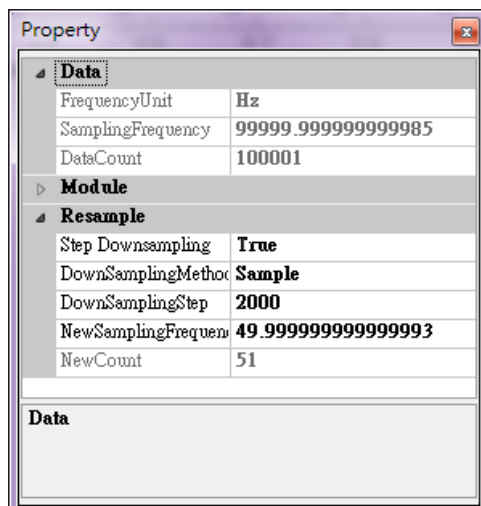 Property
Data
FrequencyUnit Hz
SamplingFrequency 99999.999999999985
DataCount 100001
Module
Resample
Step Downsampling True
DownSamplingMethod Sample
DownSamplingStep 2000
NewSamplingFrequen 49.999999999999993
NewCount 51
Data